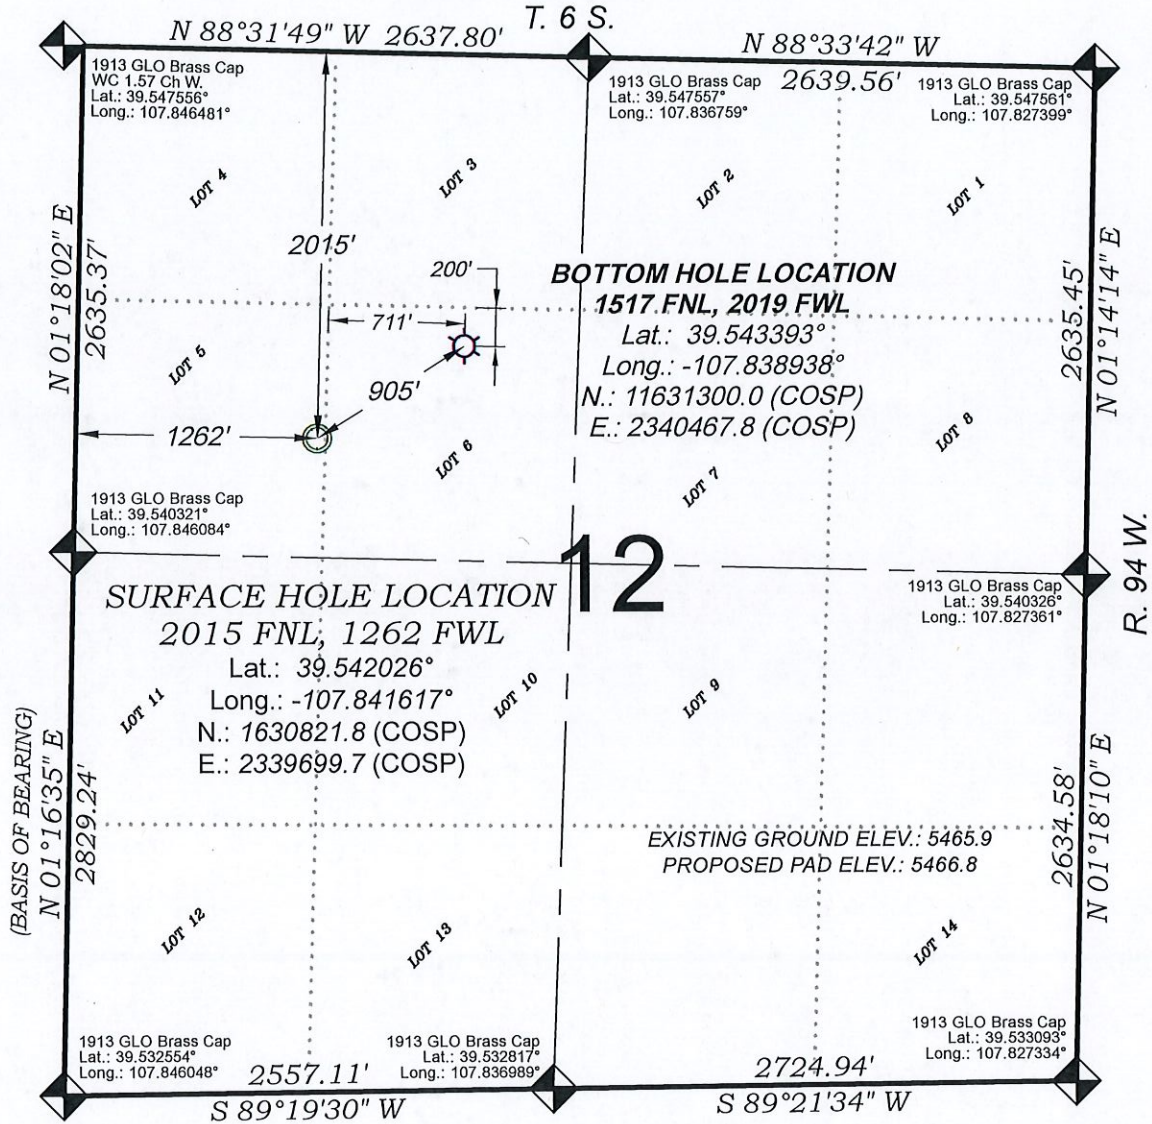 T. 6 S.
N 88°31'49" W 2637.80'
N 88°33'42" W
2639.56'
1913 GLO Brass Cap
WC 1.57 Ch W.
Lat.: 39.547556°
Long.: 107.846481°
1913 GLO Brass Cap
Lat.: 39.547557°
Long.: 107.836759°
1913 GLO Brass Cap
Lat.: 39.547561°
Long.: 107.827399°
LOT 4
LOT 3
LOT 2
LOT 1
N 01°18'02" E
2635.37'
2015'
200'
711'
905'
1262'
BOTTOM HOLE LOCATION
1517 FNL, 2019 FWL
Lat.: 39.543393°
Long.: -107.838938°
N.: 11631300.0 (COSP)
E.: 2340467.8 (COSP)
2635.45'
N 01°14'14" E
LOT 5
LOT 6
LOT 7
LOT 8
1913 GLO Brass Cap
Lat.: 39.540321°
Long.: 107.846084°
12
R. 94 W.
1913 GLO Brass Cap
Lat.: 39.540326°
Long.: 107.827361°
SURFACE HOLE LOCATION
2015 FNL, 1262 FWL
Lat.: 39.542026°
Long.: -107.841617°
N.: 1630821.8 (COSP)
E.: 2339699.7 (COSP)
LOT 11
LOT 10
LOT 9
(BASIS OF BEARING)
N 01°16'35" E
2829.24'
EXISTING GROUND ELEV.: 5465.9
PROPOSED PAD ELEV.: 5466.8
2634.58'
N 01°18'10" E
LOT 12
LOT 13
LOT 14
1913 GLO Brass Cap
Lat.: 39.532554°
Long.: 107.846048°
1913 GLO Brass Cap
Lat.: 39.532817°
Long.: 107.836989°
1913 GLO Brass Cap
Lat.: 39.533093°
Long.: 107.827334°
2557.11'
S 89°19'30" W
2724.94'
S 89°21'34" W